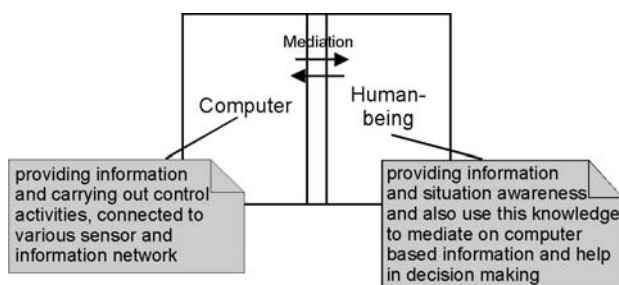 Mediation
Computer
Human-
being
providing information
and carrying out control
activities, connected to
various sensor and
information network
providing information
and situation awareness
and also use this knowledge
to mediate on computer
based information and help
in decision making